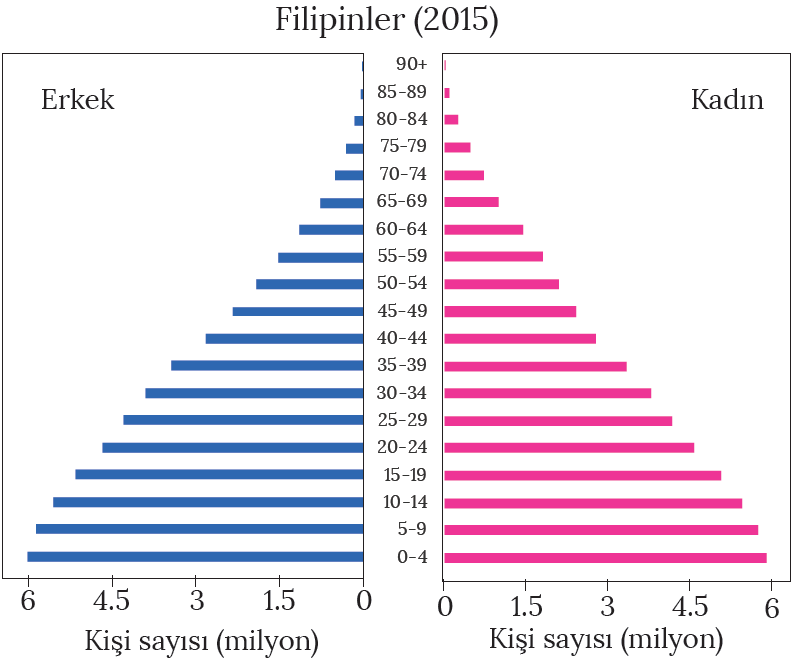 Filipinler (2015)
Erkek
Kadın
90+
85-89
80-84
75-79
70-74
65-69
60-64
55-59
50-54
45-49
40-44
35-39
30-34
25-29
20-24
15-19
10-14
5-9
0-4
6 4.5 3 1.5 0
0 1.5 3 4.5 6
Kişi sayısı (milyon)
Kişi sayısı (milyon)